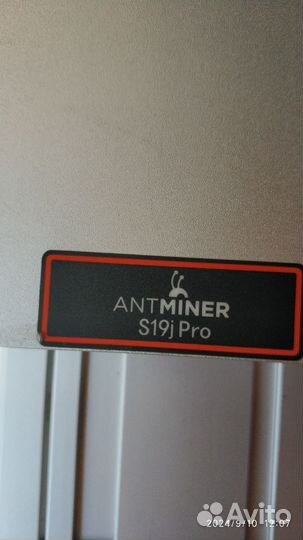 ANTMINER
S19j Pro
2024/9/10 12:07
Avito